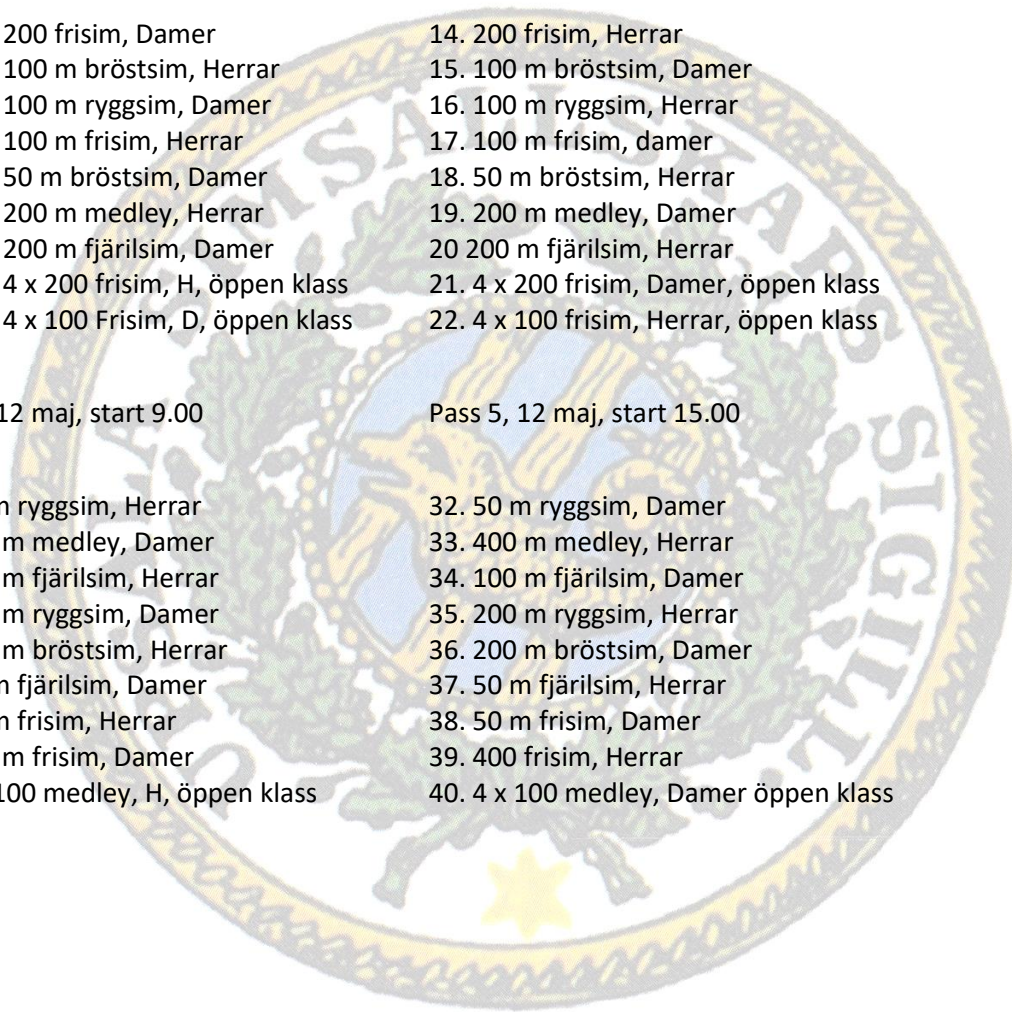 200 frisim, Damer
100 m bröstsim, Herrar
100 m ryggsim, Damer
100 m frisim, Herrar
50 m bröstsim, Damer
200 m medley, Herrar
200 m fjärilsim, Damer
4 x 200 frisim, H, öppen klass
4 x 100 Frisim, D, öppen klass
12 maj, start 9.00
ryggsim, Herrar
m medley, Damer
m fjärilsim, Herrar
m ryggsim, Damer
m bröstsim, Herrar
fjärilsim, Damer
frisim, Herrar
m frisim, Damer
100 medley, H, öppen klass
14. 200 frisim, Herrar
15. 100 m bröstsim, Damer
16. 100 m ryggsim, Herrar
17. 100 m frisim, damer
18. 50 m bröstsim, Herrar
19. 200 m medley, Damer
20 200 m fjärilsim, Herrar
21. 4 x 200 frisim, Damer, öppen klass
22. 4 x 100 frisim, Herrar, öppen klass
Pass 5, 12 maj, start 15.00
32. 50 m ryggsim, Damer
33. 400 m medley, Herrar
34. 100 m fjärilsim, Damer
35. 200 m ryggsim, Herrar
36. 200 m bröstsim, Damer
37. 50 m fjärilsim, Herrar
38. 50 m frisim, Damer
39. 400 frisim, Herrar
40. 4 x 100 medley, Damer öppen klass
UPSALA SIMSÄLLSKAPS SIGILL.